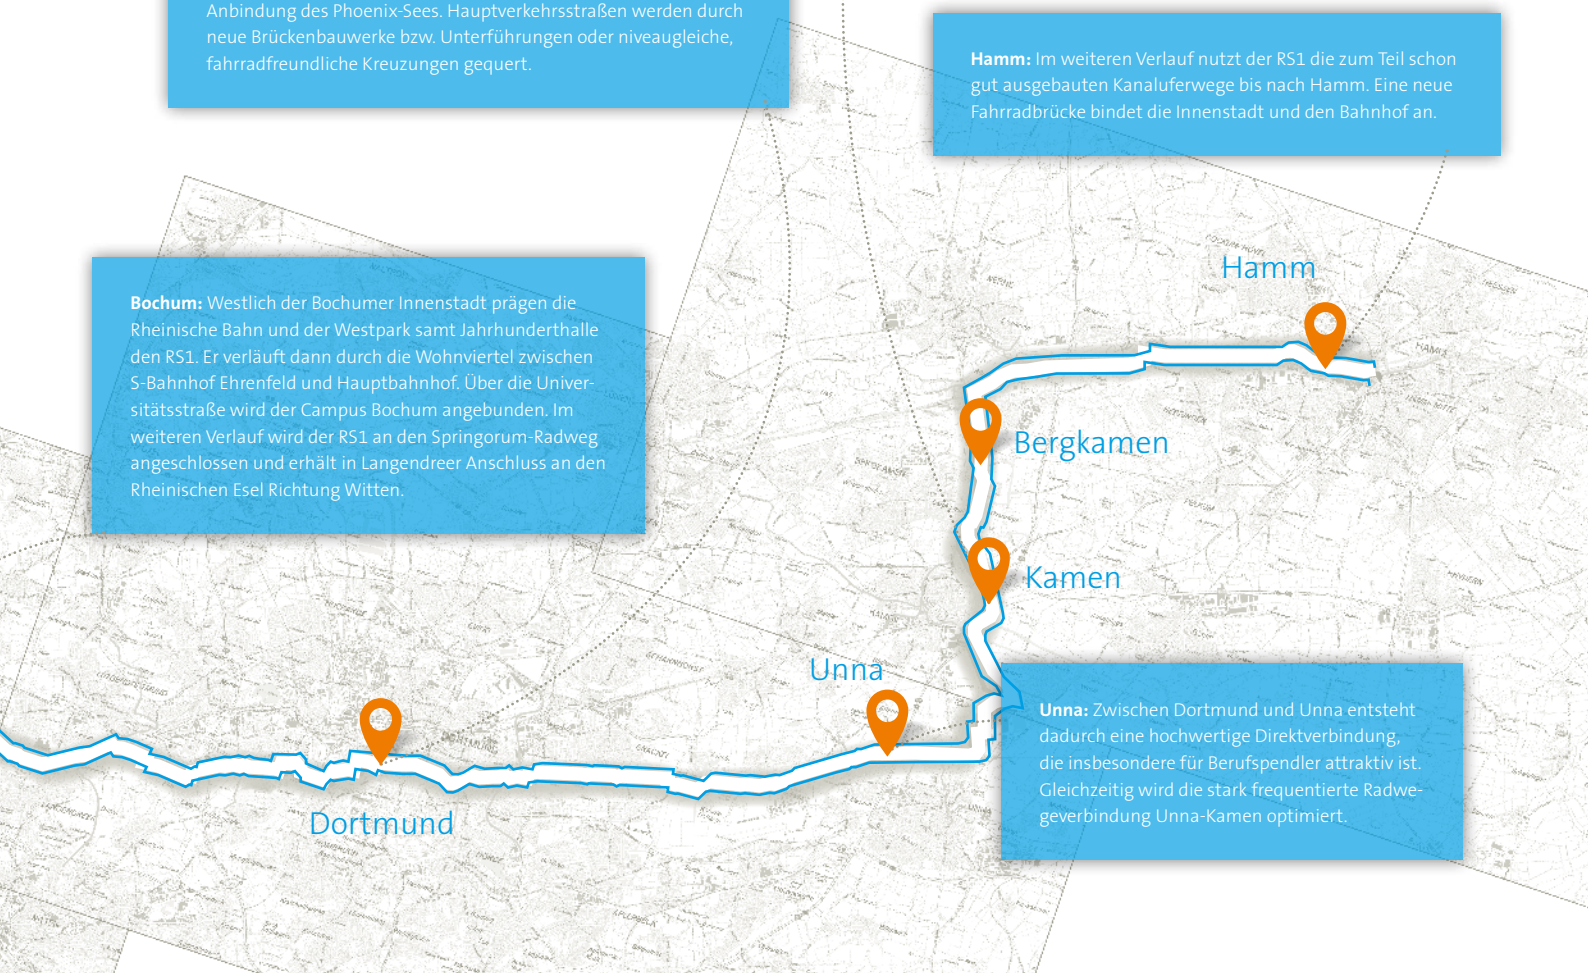 Anbindung des Phoenix-Sees. Hauptverkehrsstraßen werden durch
neue Brückenbauwerke bzw. Unterführungen oder niveaugleiche,
fahrradfreundliche Kreuzungen gequert.
Hamm: Im weiteren Verlauf nutzt der RS1 die zum Teil schon
gut ausgebauten Kanaluferwege bis nach Hamm. Eine neue
Fahrradbrücke bindet die Innenstadt und den Bahnhof an.
Hamm
Bochum: Westlich der Bochumer Innenstadt prägen die
Rheinische Bahn und der Westpark samt Jahrhunderthalle
den RS1. Er verläuft dann durch die Wohnviertel zwischen
S-Bahnhof Ehrenfeld und Hauptbahnhof. Über die Univer-
sitätsstraße wird der Campus Bochum angebunden. Im
weiteren Verlauf wird der RS1 an den Springorum-Radweg
angeschlossen und erhält in Langendreer Anschluss an den
Rheinischen Esel Richtung Witten.
Bergkamen
Kamen
Unna
Unna: Zwischen Dortmund und Unna entsteht
dadurch eine hochwertige Direktverbindung,
die insbesondere für Berufspendler attraktiv ist.
Gleichzeitig wird die stark frequentierte Radwe-
geverbindung Unna-Kamen optimiert.
Dortmund